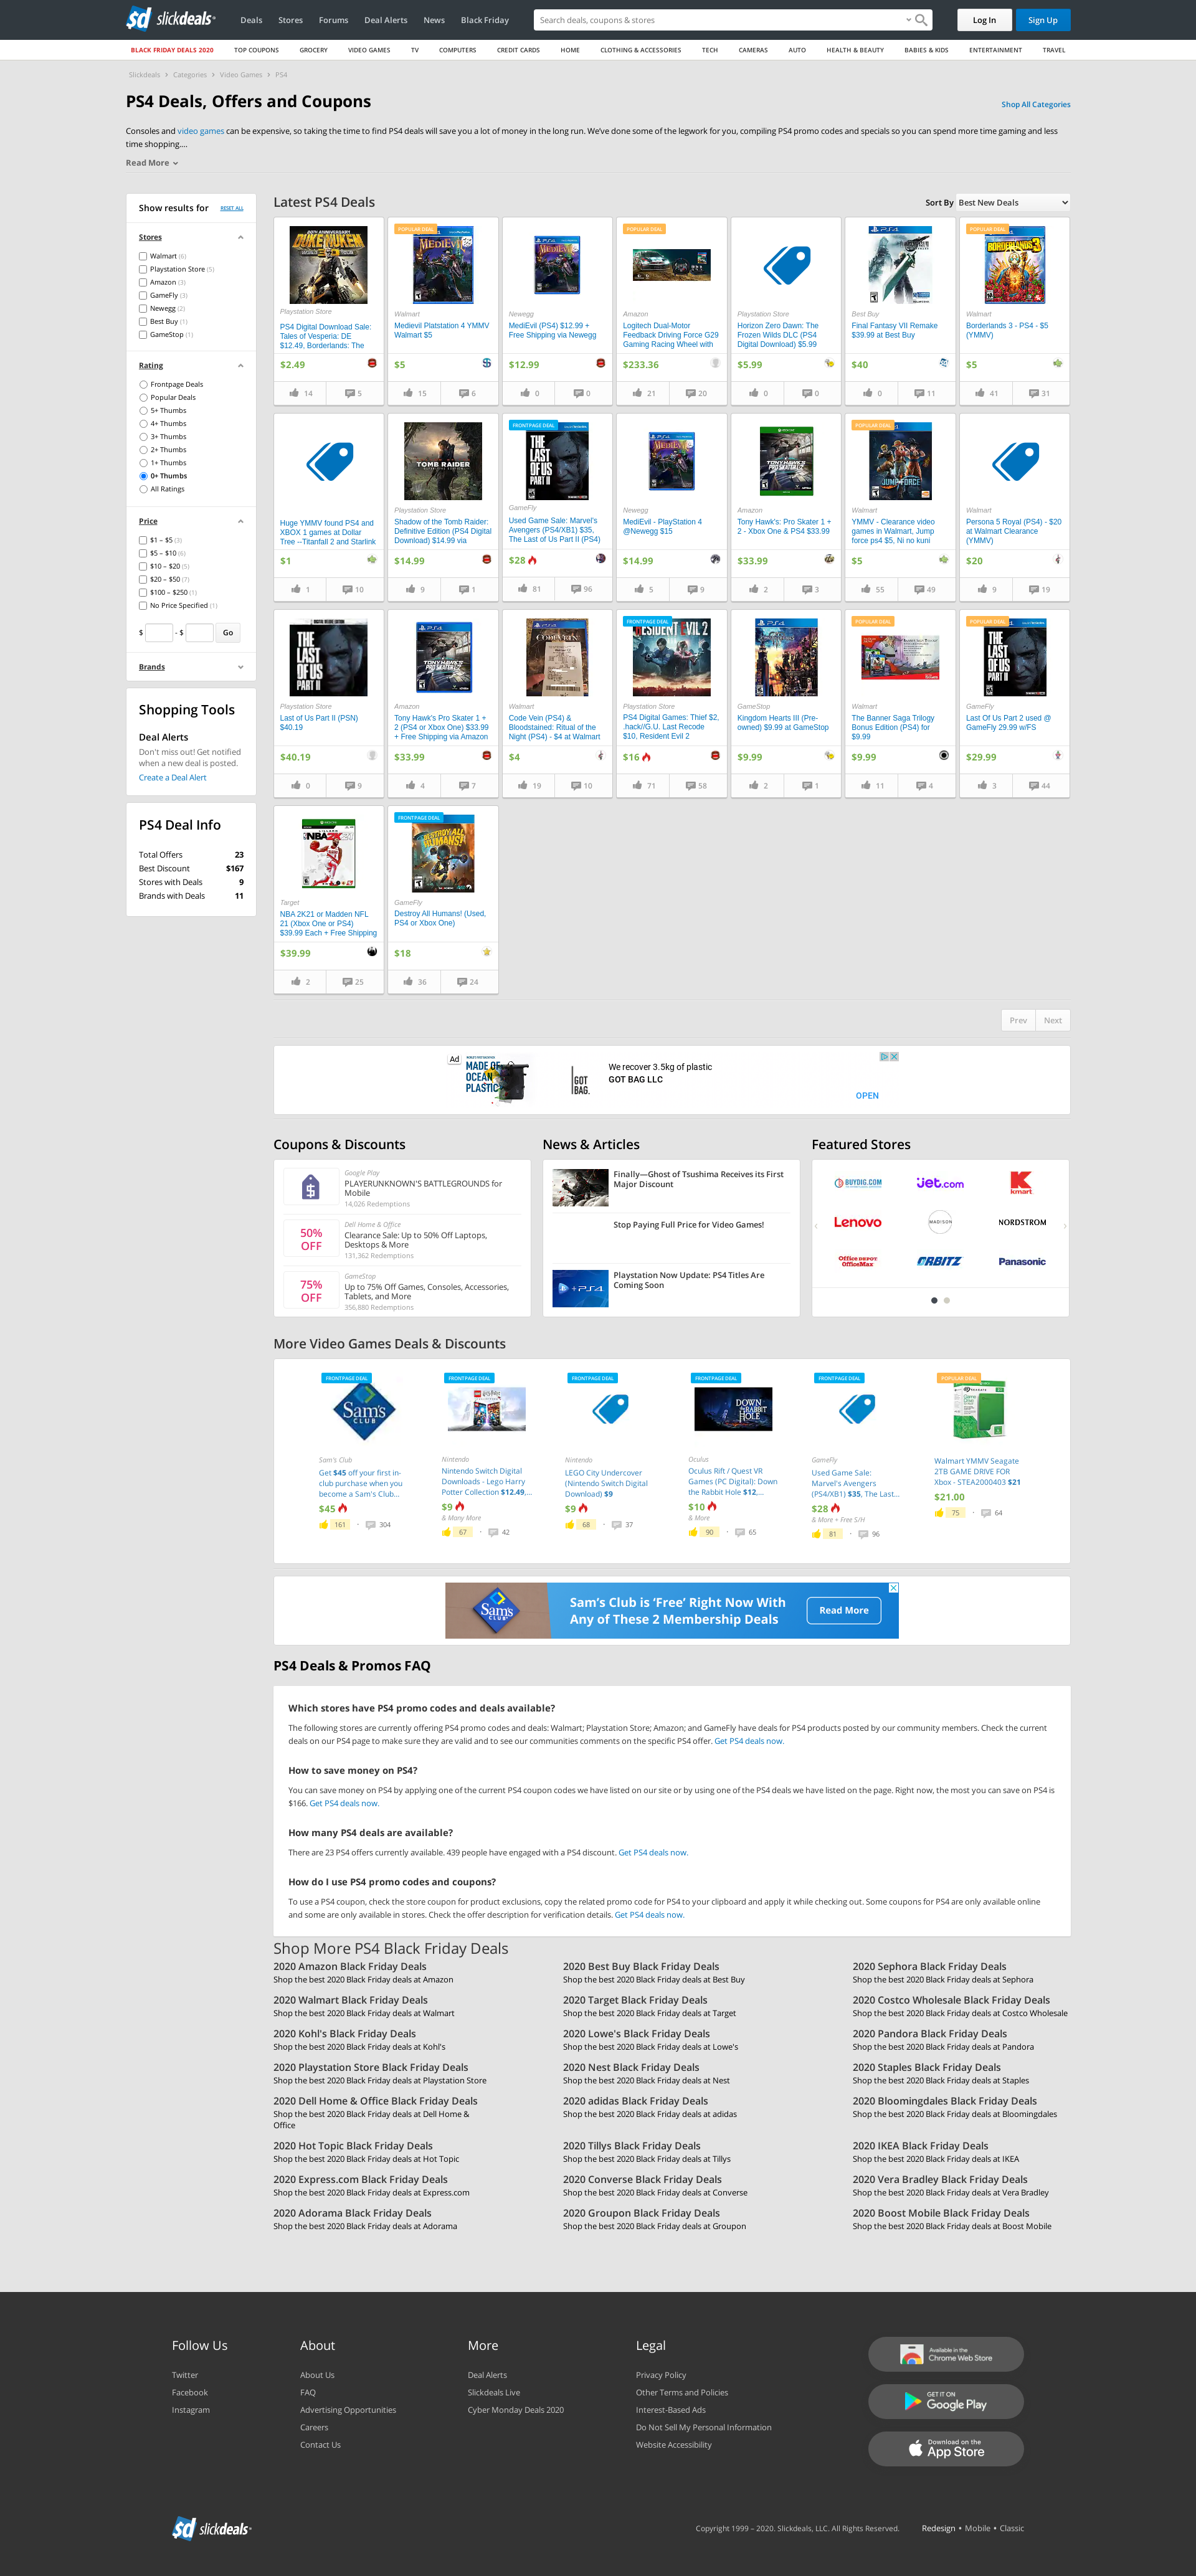 slickdeals
Deals
Stores
Forums
Deal Alerts
News
Black Friday
Search deals, coupons & stores
Log In
Sign Up
BLACK FRIDAY DEALS 2020
TOP COUPONS
GROCERY
VIDEO GAMES
TV
COMPUTERS
CREDIT CARDS
HOME
CLOTHING & ACCESSORIES
TECH
CAMERAS
AUTO
HEALTH & BEAUTY
BABIES & KIDS
ENTERTAINMENT
TRAVEL
Slickdeals > Categories > Video Games > PS4
PS4 Deals, Offers and Coupons
Shop All Categories
Consoles and video games can be expensive, so taking the time to find PS4 deals will save you a lot of money in the long run. We've done some of the legwork for you, compiling PS4 promo codes and specials so you can spend more time gaming and less
time shopping....
Read More
Show results for
RESET ALL
Stores
Walmart (6)
Playstation Store (5)
Amazon (3)
GameFly (3)
Newegg (2)
Best Buy (1)
GameStop (1)
Rating
Frontpage Deals
Popular Deals
5+ Thumbs
4+ Thumbs
3+ Thumbs
2+ Thumbs
1+ Thumbs
0+ Thumbs
All Ratings
Price
$1 – $5 (3)
$5 – $10 (6)
$10 – $20 (5)
$20 – $50 (7)
$100 – $250 (1)
No Price Specified (1)
$ - $ Go
Brands
Shopping Tools
Deal Alerts
Don't miss out! Get notified
when a new deal is posted.
Create a Deal Alert
PS4 Deal Info
Total Offers 23
Best Discount $167
Stores with Deals 9
Brands with Deals 11
Latest PS4 Deals
Sort By Best New Deals
Playstation Store
PS4 Digital Download Sale:
Tales of Vesperia: DE
$12.49, Borderlands: The
$2.49
14 5
POPULAR DEAL
Walmart
Medievil Platstation 4 YMMV
Walmart $5
$5
15 6
Newegg
MediEvil (PS4) $12.99 +
Free Shipping via Newegg
$12.99
0 0
POPULAR DEAL
Amazon
Logitech Dual-Motor
Feedback Driving Force G29
Gaming Racing Wheel with
$233.36
21 20
Playstation Store
Horizon Zero Dawn: The
Frozen Wilds DLC (PS4
Digital Download) $5.99
$5.99
0 0
Best Buy
Final Fantasy VII Remake
$39.99 at Best Buy
$40
0 11
POPULAR DEAL
Walmart
Borderlands 3 - PS4 - $5
(YMMV)
$5
41 31
Huge YMMV found PS4 and
XBOX 1 games at Dollar
Tree --Titanfall 2 and Starlink
$1
1 10
TOMB RAIDER
Playstation Store
Shadow of the Tomb Raider:
Definitive Edition (PS4 Digital
Download) $14.99 via
$14.99
9 1
FRONTPAGE DEAL
THE LAST OF US PART II
GameFly
Used Game Sale: Marvel's
Avengers (PS4/XB1) $35,
The Last of Us Part II (PS4)
$28
81 96
Newegg
MediEvil - PlayStation 4
@Newegg $15
$14.99
5 9
Amazon
Tony Hawk's: Pro Skater 1 +
2 - Xbox One & PS4 $33.99
$33.99
2 3
POPULAR DEAL
JUMP FORCE
Walmart
YMMV - Clearance video
games in Walmart, Jump
force ps4 $5, Ni no kuni
$5
55 49
Walmart
Persona 5 Royal (PS4) - $20
at Walmart Clearance
(YMMV)
$20
9 19
THE LAST OF US PART II
Playstation Store
Last of Us Part II (PSN)
$40.19
$40.19
0 9
Amazon
Tony Hawk's Pro Skater 1 +
2 (PS4 or Xbox One) $33.99
+ Free Shipping via Amazon
$33.99
4 7
CODE VEIN
Walmart
Code Vein (PS4) &
Bloodstained: Ritual of the
Night (PS4) - $4 at Walmart
$4
19 10
FRONTPAGE DEAL
RESIDENT EVIL 2
Playstation Store
PS4 Digital Games: Thief $2,
.hack//G.U. Last Recode
$10, Resident Evil 2
$16
71 58
GameStop
Kingdom Hearts III (Pre-
owned) $9.99 at GameStop
$9.99
2 1
POPULAR DEAL
Walmart
The Banner Saga Trilogy
Bonus Edition (PS4) for
$9.99
$9.99
11 4
POPULAR DEAL
THE LAST OF US PART II
GameFly
Last Of Us Part 2 used @
GameFly 29.99 w/FS
$29.99
3 44
NBA2K21
Target
NBA 2K21 or Madden NFL
21 (Xbox One or PS4)
$39.99 Each + Free Shipping
$39.99
2 25
FRONTPAGE DEAL
DESTROY ALL HUMANS!
GameFly
Destroy All Humans! (Used,
PS4 or Xbox One)
$18
36 24
Prev Next
Ad
MADE OF
OCEAN
PLASTIC
GOT
BAG.
We recover 3.5kg of plastic
GOT BAG LLC
OPEN
Coupons & Discounts
Google Play
PLAYERUNKNOWN'S BATTLEGROUNDS for
Mobile
14,026 Redemptions
50%
OFF
Dell Home & Office
Clearance Sale: Up to 50% Off Laptops,
Desktops & More
131,362 Redemptions
75%
OFF
GameStop
Up to 75% Off Games, Consoles, Accessories,
Tablets, and More
356,880 Redemptions
News & Articles
Finally—Ghost of Tsushima Receives its First
Major Discount
Stop Paying Full Price for Video Games!
+PS4
Playstation Now Update: PS4 Titles Are
Coming Soon
Featured Stores
BUYDIG.COM
jet.com
kmart
Lenovo
MADISON
NORDSTROM
Office DEPOT
OfficeMax
ORBITZ
Panasonic
More Video Games Deals & Discounts
FRONTPAGE DEAL
Sam's
CLUB
Sam's Club
Get $45 off your first in-
club purchase when you
become a Sam's Club...
$45
161 · 304
FRONTPAGE DEAL
Nintendo
Nintendo Switch Digital
Downloads - Lego Harry
Potter Collection $12.49,...
$9
& Many More
67 · 42
FRONTPAGE DEAL
Nintendo
LEGO City Undercover
(Nintendo Switch Digital
Download) $9
$9
68 · 37
FRONTPAGE DEAL
DOWN THE
RABBIT
HOLE
Oculus
Oculus Rift / Quest VR
Games (PC Digital): Down
the Rabbit Hole $12,...
$10
& More
90 · 65
FRONTPAGE DEAL
GameFly
Used Game Sale:
Marvel's Avengers
(PS4/XB1) $35, The Last...
$28
& More + Free S/H
81 · 96
POPULAR DEAL
Walmart YMMV Seagate
2TB GAME DRIVE FOR
Xbox - STEA2000403 $21
$21.00
75 · 64
Sam's
CLUB
Sam's Club is 'Free' Right Now With
Any of These 2 Membership Deals
Read More
PS4 Deals & Promos FAQ
Which stores have PS4 promo codes and deals available?
The following stores are currently offering PS4 promo codes and deals: Walmart; Playstation Store; Amazon; and GameFly have deals for PS4 products posted by our community members. Check the current
deals on our PS4 page to make sure they are valid and to see our communities comments on the specific PS4 offer. Get PS4 deals now.
How to save money on PS4?
You can save money on PS4 by applying one of the current PS4 coupon codes we have listed on our site or by using one of the PS4 deals we have listed on the page. Right now, the most you can save on PS4 is
$166. Get PS4 deals now.
How many PS4 deals are available?
There are 23 PS4 offers currently available. 439 people have engaged with a PS4 discount. Get PS4 deals now.
How do I use PS4 promo codes and coupons?
To use a PS4 coupon, check the store coupon for product exclusions, copy the related promo code for PS4 to your clipboard and apply it while checking out. Some coupons for PS4 are only available online
and some are only available in stores. Check the offer description for verification details. Get PS4 deals now.
Shop More PS4 Black Friday Deals
2020 Amazon Black Friday Deals
Shop the best 2020 Black Friday deals at Amazon
2020 Best Buy Black Friday Deals
Shop the best 2020 Black Friday deals at Best Buy
2020 Sephora Black Friday Deals
Shop the best 2020 Black Friday deals at Sephora
2020 Walmart Black Friday Deals
Shop the best 2020 Black Friday deals at Walmart
2020 Target Black Friday Deals
Shop the best 2020 Black Friday deals at Target
2020 Costco Wholesale Black Friday Deals
Shop the best 2020 Black Friday deals at Costco Wholesale
2020 Kohl's Black Friday Deals
Shop the best 2020 Black Friday deals at Kohl's
2020 Lowe's Black Friday Deals
Shop the best 2020 Black Friday deals at Lowe's
2020 Pandora Black Friday Deals
Shop the best 2020 Black Friday deals at Pandora
2020 Playstation Store Black Friday Deals
Shop the best 2020 Black Friday deals at Playstation Store
2020 Nest Black Friday Deals
Shop the best 2020 Black Friday deals at Nest
2020 Staples Black Friday Deals
Shop the best 2020 Black Friday deals at Staples
2020 Dell Home & Office Black Friday Deals
Shop the best 2020 Black Friday deals at Dell Home &
Office
2020 adidas Black Friday Deals
Shop the best 2020 Black Friday deals at adidas
2020 Bloomingdales Black Friday Deals
Shop the best 2020 Black Friday deals at Bloomingdales
2020 Hot Topic Black Friday Deals
Shop the best 2020 Black Friday deals at Hot Topic
2020 Tillys Black Friday Deals
Shop the best 2020 Black Friday deals at Tillys
2020 IKEA Black Friday Deals
Shop the best 2020 Black Friday deals at IKEA
2020 Express.com Black Friday Deals
Shop the best 2020 Black Friday deals at Express.com
2020 Converse Black Friday Deals
Shop the best 2020 Black Friday deals at Converse
2020 Vera Bradley Black Friday Deals
Shop the best 2020 Black Friday deals at Vera Bradley
2020 Adorama Black Friday Deals
Shop the best 2020 Black Friday deals at Adorama
2020 Groupon Black Friday Deals
Shop the best 2020 Black Friday deals at Groupon
2020 Boost Mobile Black Friday Deals
Shop the best 2020 Black Friday deals at Boost Mobile
Follow Us
Twitter
Facebook
Instagram
About
About Us
FAQ
Advertising Opportunities
Careers
Contact Us
More
Deal Alerts
Slickdeals Live
Cyber Monday Deals 2020
Legal
Privacy Policy
Other Terms and Policies
Interest-Based Ads
Do Not Sell My Personal Information
Website Accessibility
Available in the
Chrome Web Store
GET IT ON
Google Play
Download on the
App Store
slickdeals
Copyright 1999 – 2020. Slickdeals, LLC. All Rights Reserved.
Redesign • Mobile • Classic